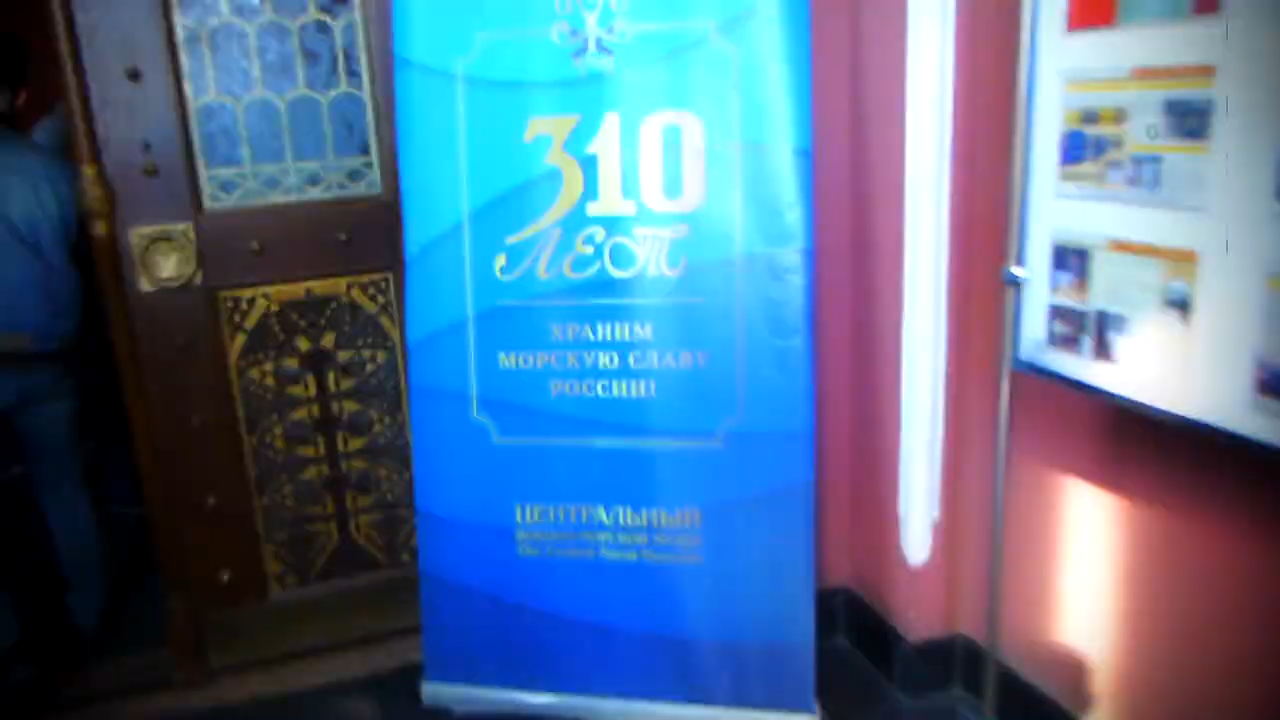 310
ЛЕТ
ХРАНИМ
МОРСКУЮ СЛАВУ
РОССИИ!
ЦЕНТРАЛЬНЫЙ